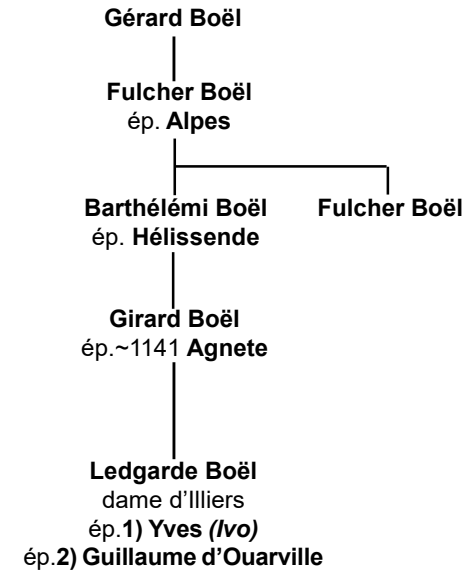 Gérard Boël
Fulcher Boël
ép. Alpes
Barthélémi Boël
ép. Hélissende
Fulcher Boël
Girard Boël
ép.~1141 Agnete
Ledgarde Boël
dame d'Illiers
ép.1) Yves (Ivo)
ép.2) Guillaume d'Ouarville